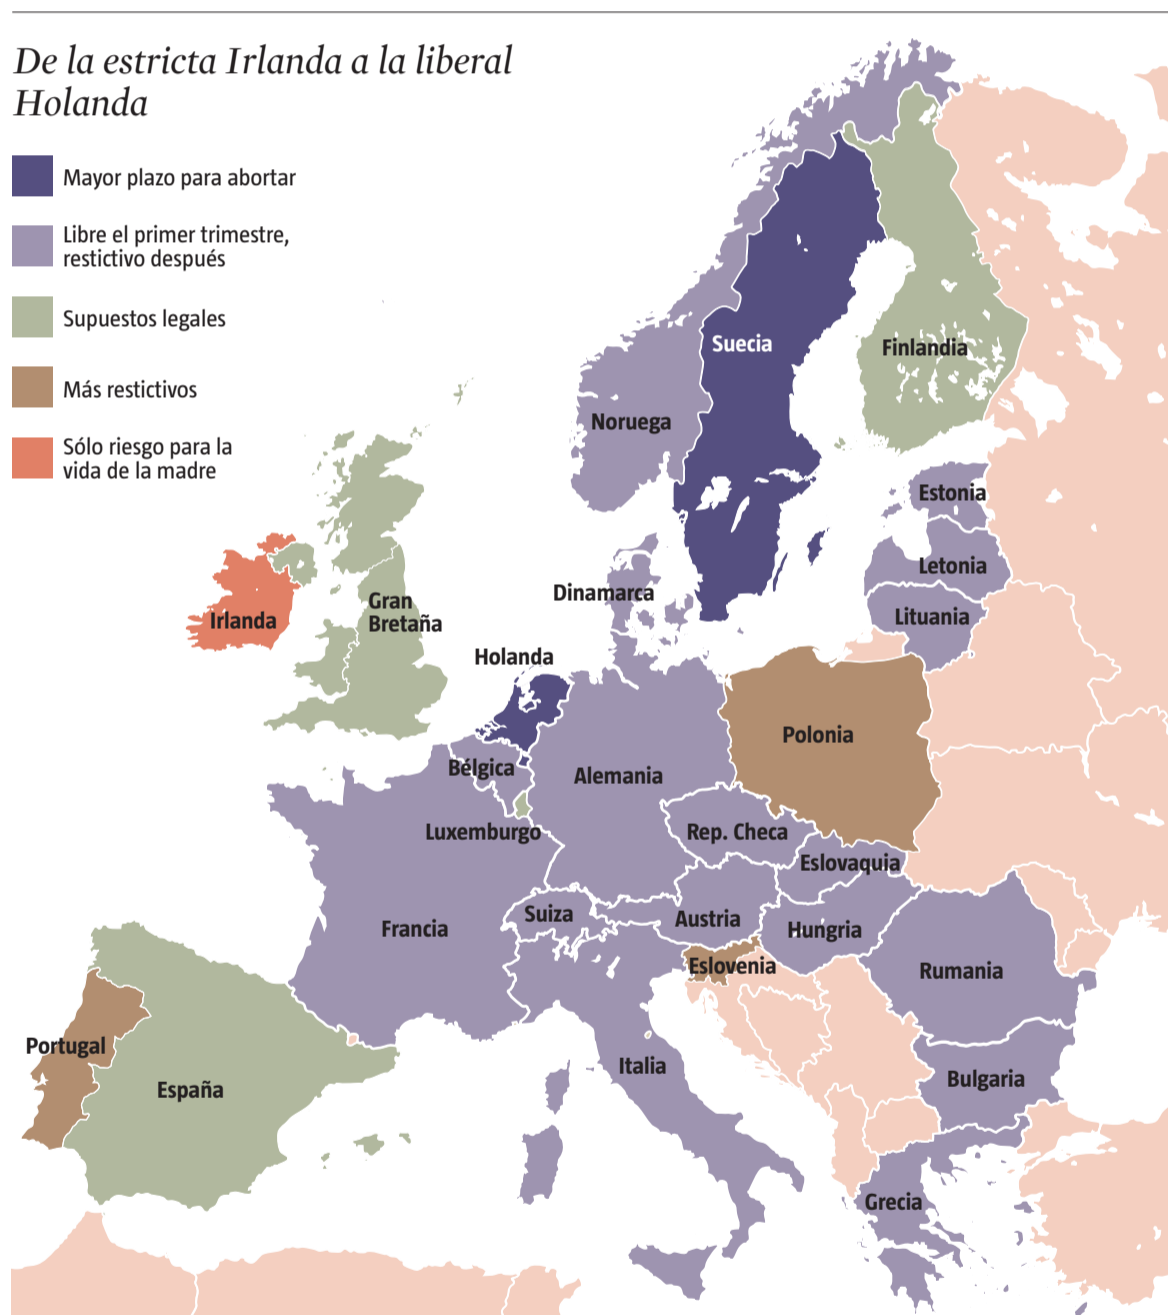 De la estricta Irlanda a la liberal
Holanda
Mayor plazo para abortar
Libre el primer trimestre,
restictivo después
Supuestos legales
Más restictivos
Sólo riesgo para la
vida de la madre
Suecia
Finlandia
Noruega
Estonia
Letonia
Dinamarca
Lituania
Irlanda
Gran
Bretaña
Holanda
Polonia
Bélgica
Alemania
Luxemburgo
Rep. Checa
Eslovaquia
Suiza
Austria
Francia
Hungria
Eslovenia
Rumania
Portugal
Italia
España
Bulgaria
Grecia